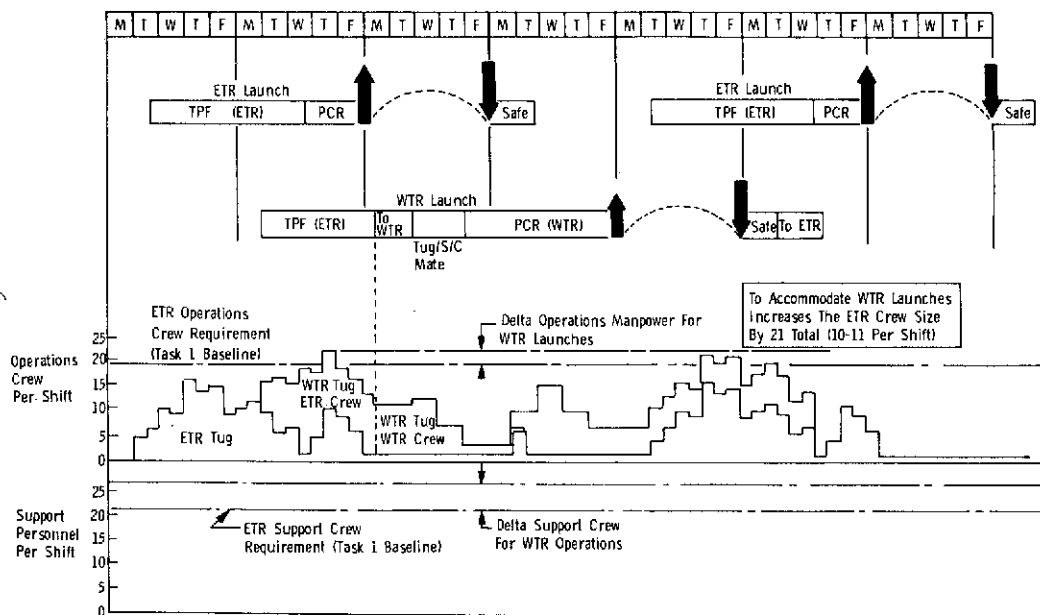 M T W T F M T W T F M T W T F M T W T F M T W T F M T W T F M T W T F
ETR Launch
TPF (ETR) PCR Safe
ETR Launch
TPF (ETR) PCR Safe
WTR Launch
TPF (ETR) To WTR PCR (WTR) Safe To ETR
Tug/S/C
Mate
ETR Operations
Crew Requirement
(Task 1 Baseline)
Delta Operations Manpower For
WTR Launches
To Accommodate WTR Launches
Increases The ETR Crew Size
By 21 Total (10-11 Per Shift)
Operations
Crew
Per Shift
25
20
15
10
5
0
ETR Tug
WTR Tug
ETR Crew
WTR Tug
WTR Crew
Support
Personnel
Per Shift
25
20
15
10
5
0
ETR Support Crew
Requirement (Task 1 Baseline)
Delta Support Crew
For WTR Operations